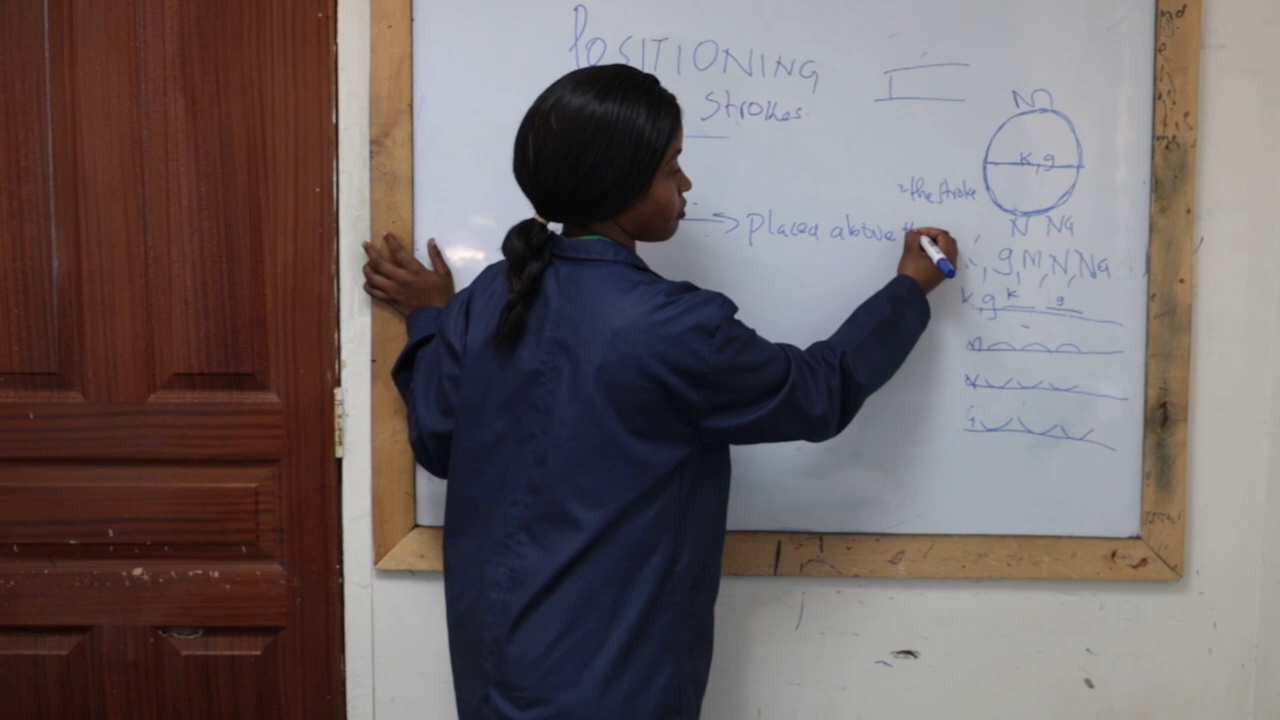 POSITIONING
Strokes.
N
K, g
the stroke
placed above
N NG
g, M, N, NG
K, g K g
N
G